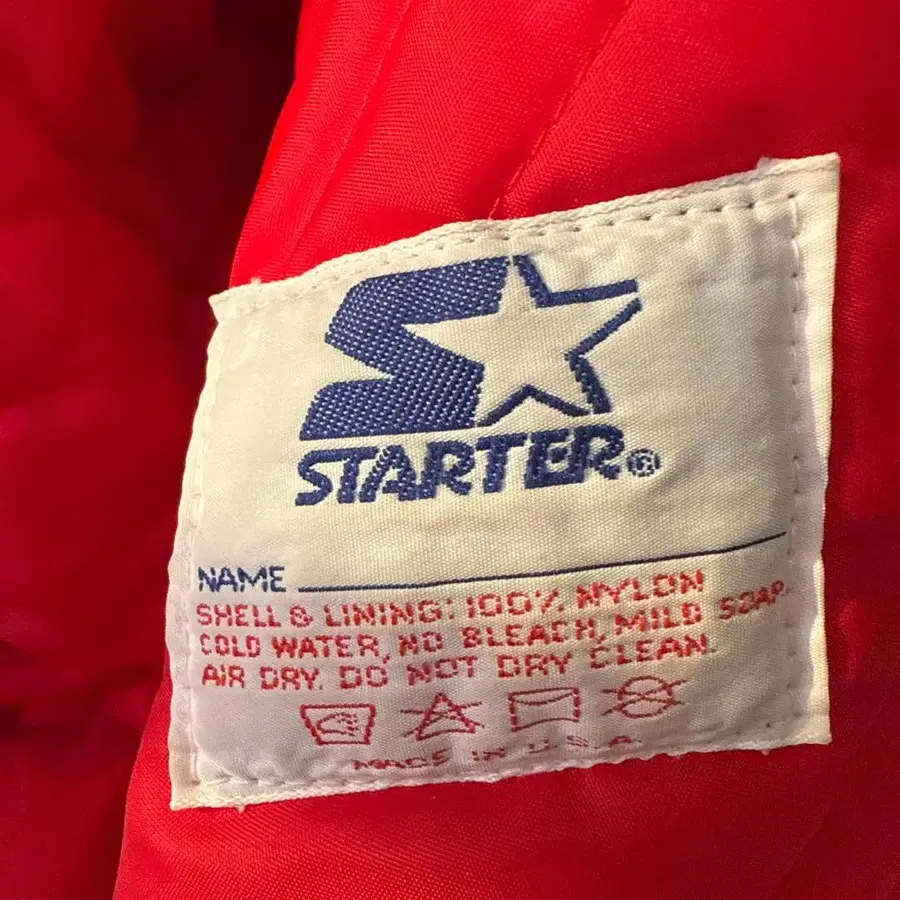 STARTER®
NAME
SHELL & LINING: 100% NYLON
COLD WATER, NO BLEACH, MILD SOAP.
AIR DRY. DO NOT DRY CLEAN.
MADE IN U.S.A.